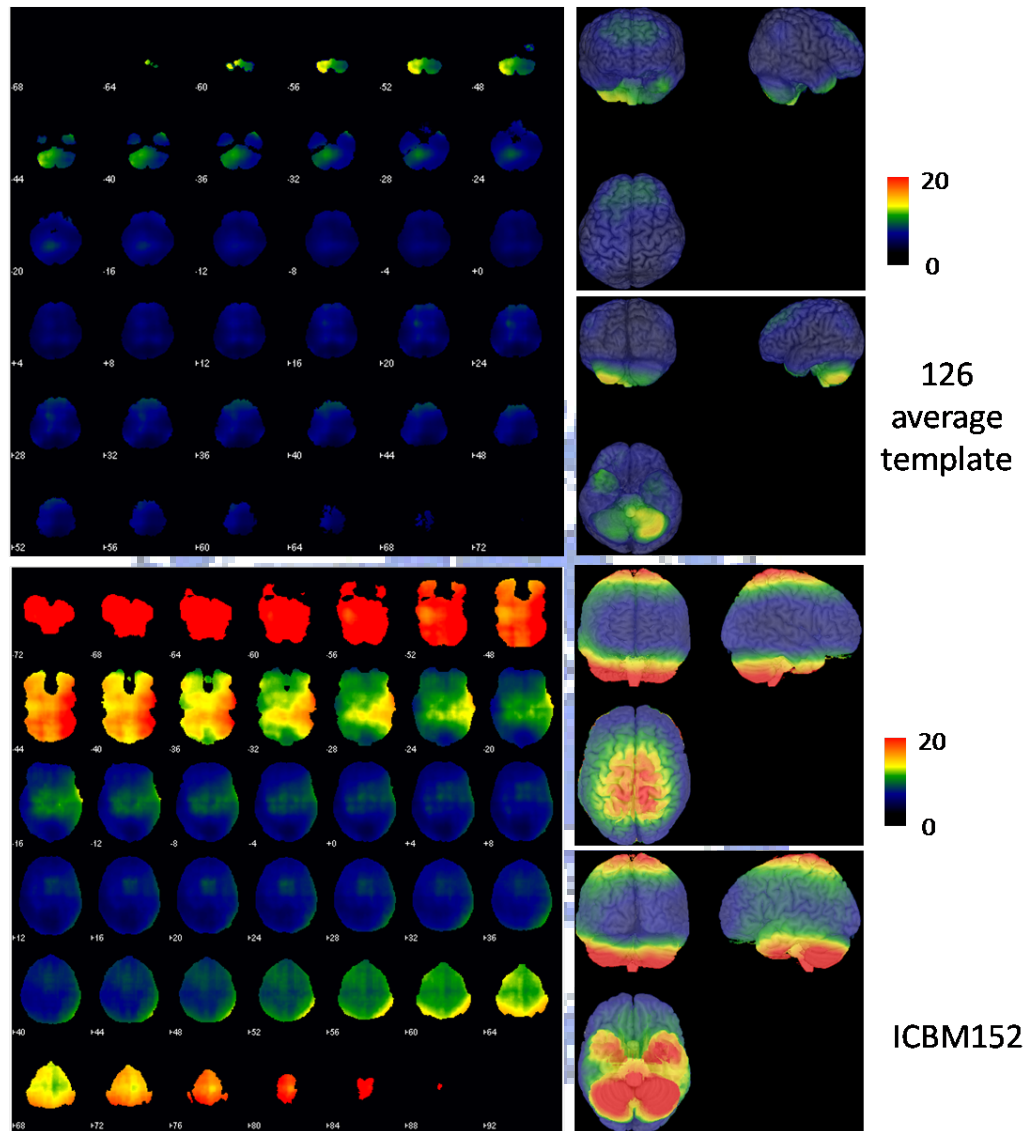 -68 -64 -60 -56 -52 -48
-44 -40 -36 -32 -28 -24
-20 -16 -12 -8 -4 +0
+4 +8 +12 +16 +20 +24
+28 +32 +36 +40 +44 +48
+52 +56 +60 +64 +68 +72
20
0
126
average
template
-72 -68 -64 -60 -56 -52 -48
-44 -40 -36 -32 -28 -24 -20
-16 -12 -8 -4 +0 +4 +8
+12 +16 +20 +24 +28 +32 +36
+40 +44 +48 +52 +56 +60 +64
+68 +72 +76 +80 +84 +88 +92
20
0
ICBM152